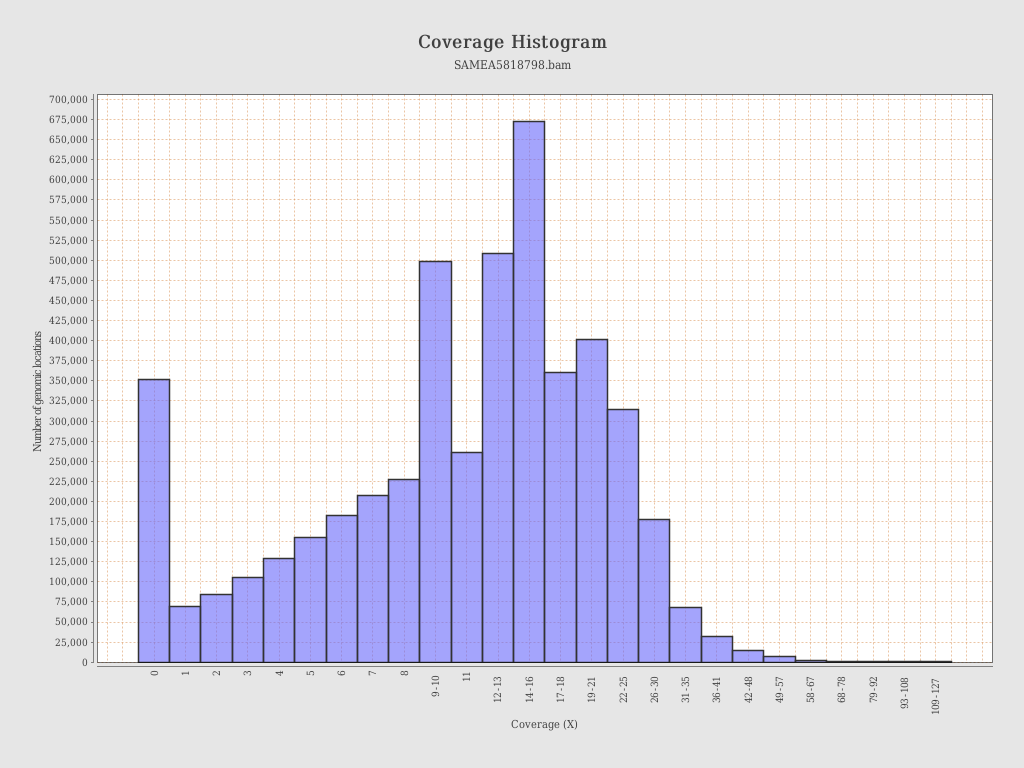 Coverage Histogram
SAMEA5818798.bam
Number of genomic locations
700,000
675,000
650,000
625,000
600,000
575,000
550,000
525,000
500,000
475,000
450,000
425,000
400,000
375,000
350,000
325,000
300,000
275,000
250,000
225,000
200,000
175,000
150,000
125,000
100,000
75,000
50,000
25,000
0
0
1
2
3
4
5
6
7
8
9 - 10
11
12 - 13
14 - 16
17 - 18
19 - 21
22 - 25
26 - 30
31 - 35
36 - 41
42 - 48
49 - 57
58 - 67
68 - 78
79 - 92
93 - 108
109 - 127
Coverage (X)